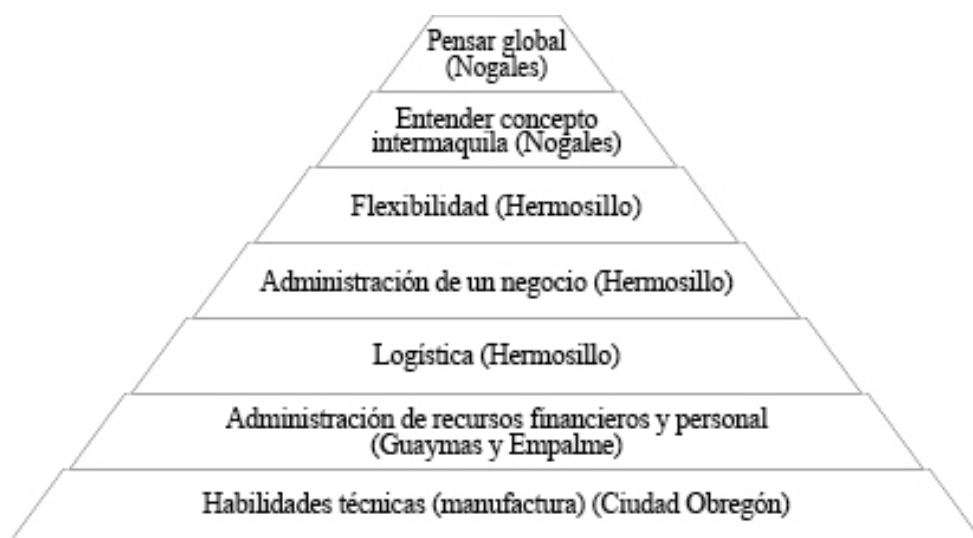 Pensar global
(Nogales)
Entender concepto
intermaquila (Nogales)
Flexibilidad (Hermosillo)
Administración de un negocio (Hermosillo)
Logística (Hermosillo)
Administración de recursos financieros y personal
(Guaymas y Empalme)
Habilidades técnicas (manufactura) (Ciudad Obregón)